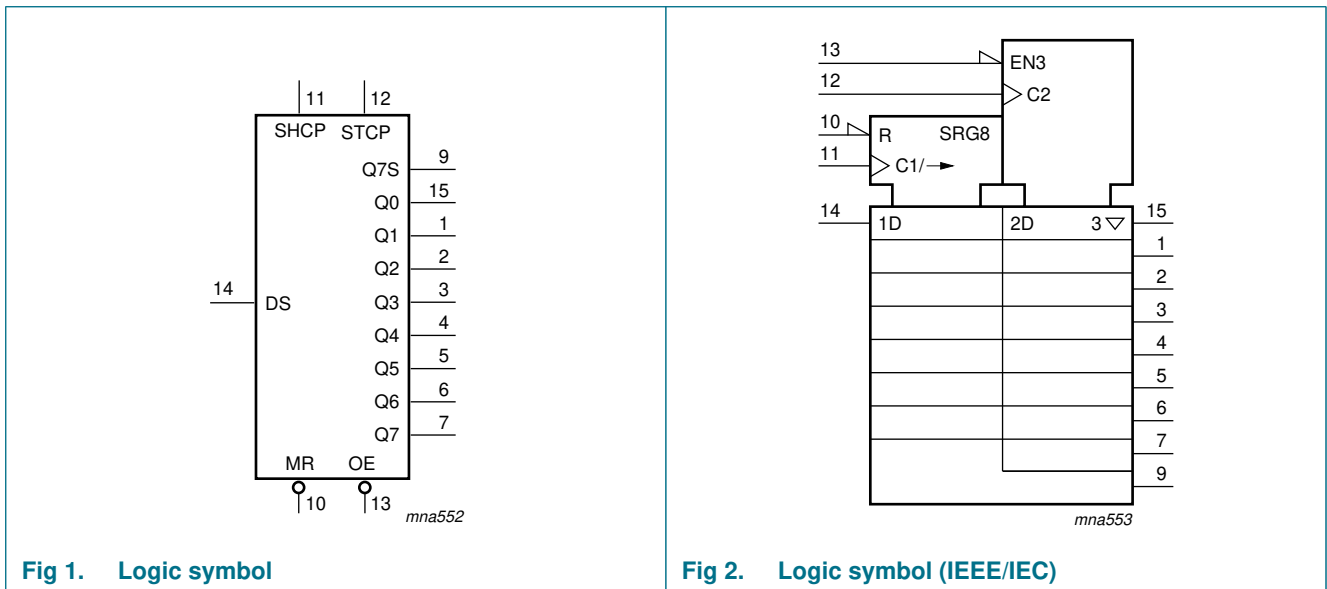 11 12
SHCP STCP
Q7S 9
Q0 15
Q1 1
Q2 2
14 DS Q3 3
Q4 4
Q5 5
Q6 6
Q7 7
MR OE
10 13
mna552
Fig 1. Logic symbol
13 EN3
12 C2
10 R SRG8
11 C1/→
14 1D 2D 3▽ 15
1
2
3
4
5
6
7
9
mna553
Fig 2. Logic symbol (IEEE/IEC)